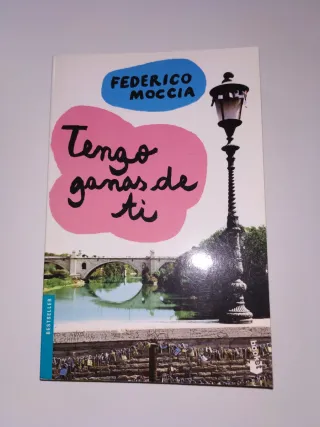 FEDERICO
MOCCIA
Tengo
ganas de
ti
BESTSELLER